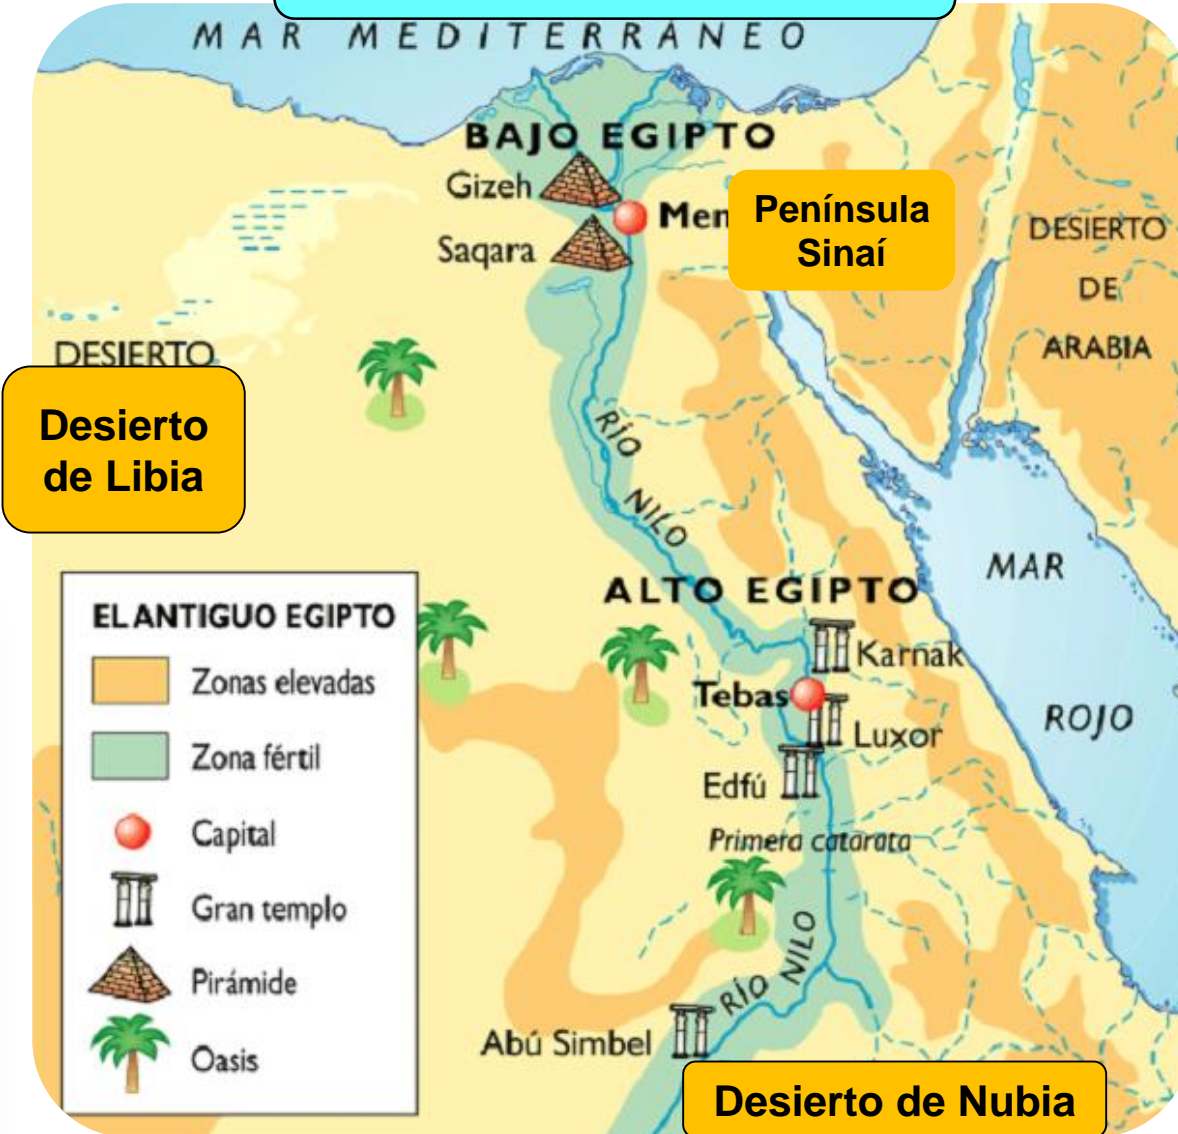 MAR MEDITERRÁNEO
BAJO EGIPTO
Gizeh
Men
Península
Sinaí
Saqara
DESIERTO
DE
ARABIA
DESIERTO
Desierto
de Libia
RÍO
NILO
MAR
ROJO
ALTO EGIPTO
Karnak
Tebas
Luxor
Edfú
Primera catarata
RÍO NILO
Abú Simbel
Desierto de Nubia
EL ANTIGUO EGIPTO
Zonas elevadas
Zona fértil
Capital
Gran templo
Pirámide
Oasis